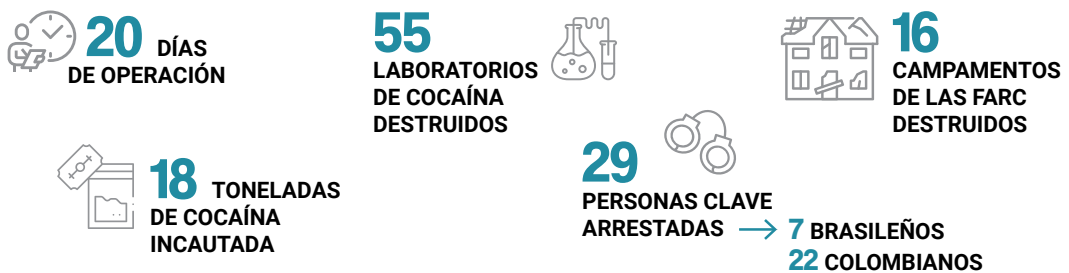 20 DÍAS
DE OPERACIÓN
55
LABORATORIOS
DE COCAÍNA
DESTRUIDOS
16
CAMPAMENTOS
DE LAS FARC
DESTRUIDOS
18 TONELADAS
DE COCAÍNA
INCAUTADA
29
PERSONAS CLAVE
ARRESTADAS → 7 BRASILEÑOS
22 COLOMBIANOS